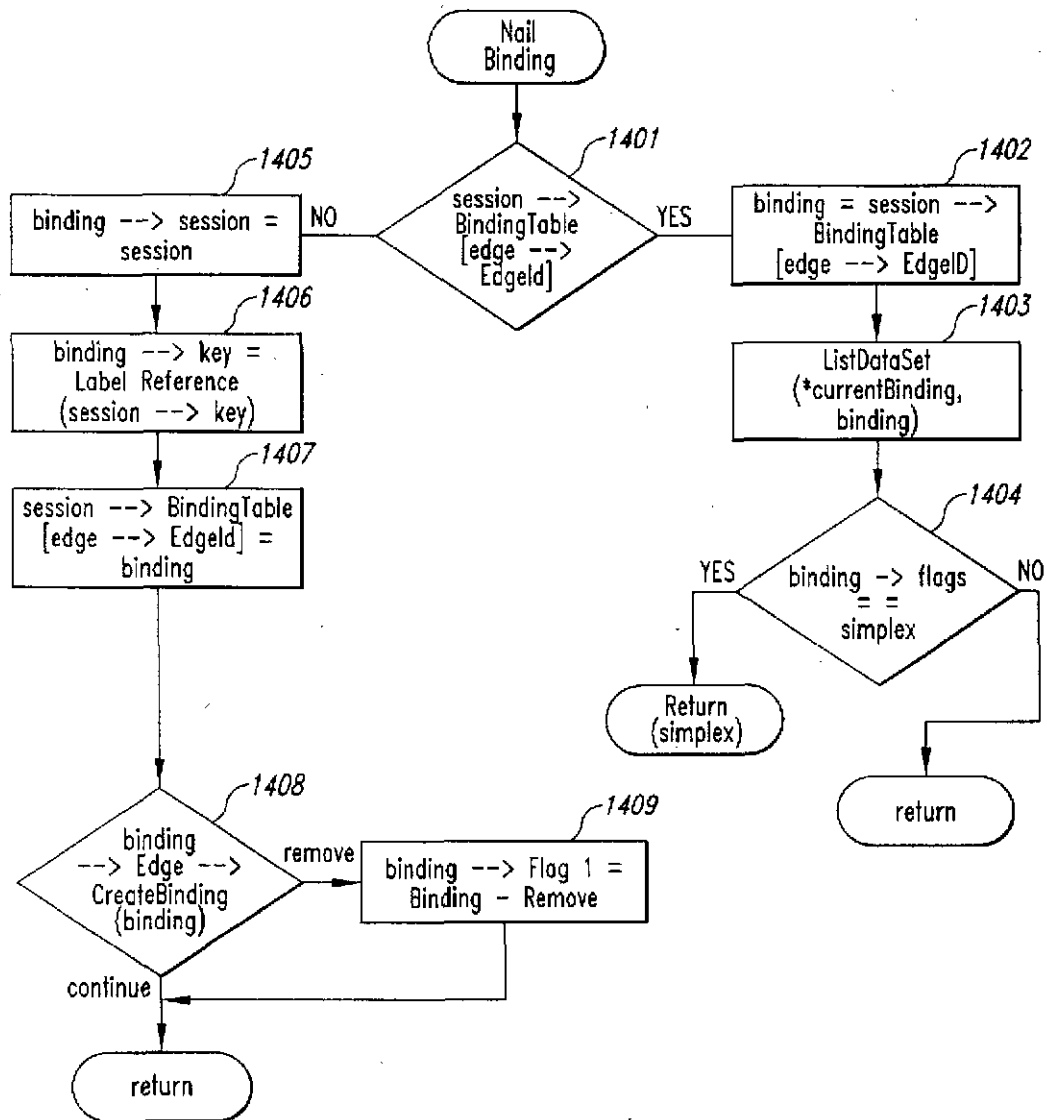 Nail
Binding
1401
session -->
BindingTable
[edge -->
EdgeId]
NO
YES
1405
binding --> session =
session
1402
binding = session -->
BindingTable
[edge --> EdgeID]
1406
binding --> key =
Label Reference
(session --> key)
1403
ListDataSet
(*currentBinding,
binding)
1407
session --> BindingTable
[edge --> EdgeId] =
binding
1404
binding -> flags
= =
simplex
YES
NO
Return
(simplex)
return
1408
binding
--> Edge -->
CreateBinding
(binding)
remove
1409
binding --> Flag 1 =
Binding - Remove
continue
return